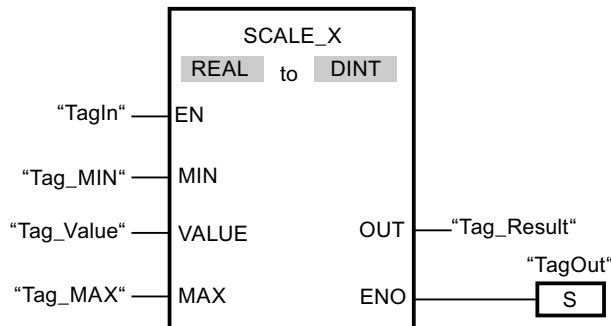 SCALE_X
REAL to DINT
“TagIn“ EN
“Tag_MIN“ MIN
“Tag_Value“ VALUE OUT “Tag_Result“
“TagOut“
“Tag_MAX“ MAX ENO S